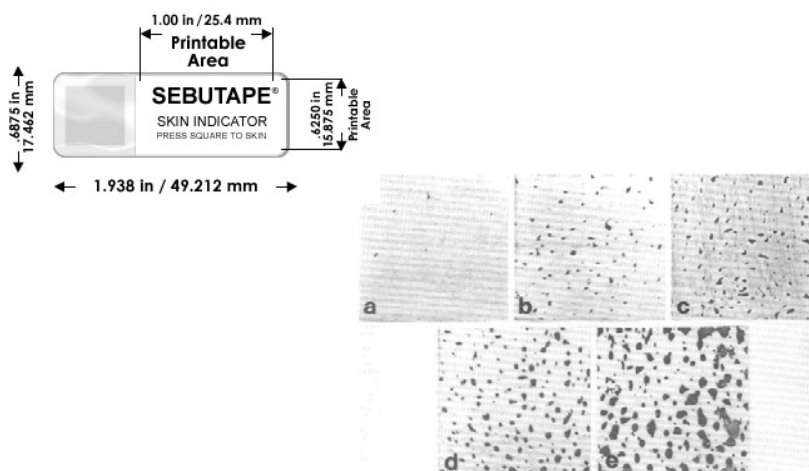 1.00 in / 25.4 mm
Printable
Area
.6875 in
17.462 mm
SEBUTAPE®
SKIN INDICATOR
PRESS SQUARE TO SKIN
.6250 in
15.875 mm
Printable
Area
1.938 in / 49.212 mm
a
b
c
d
e